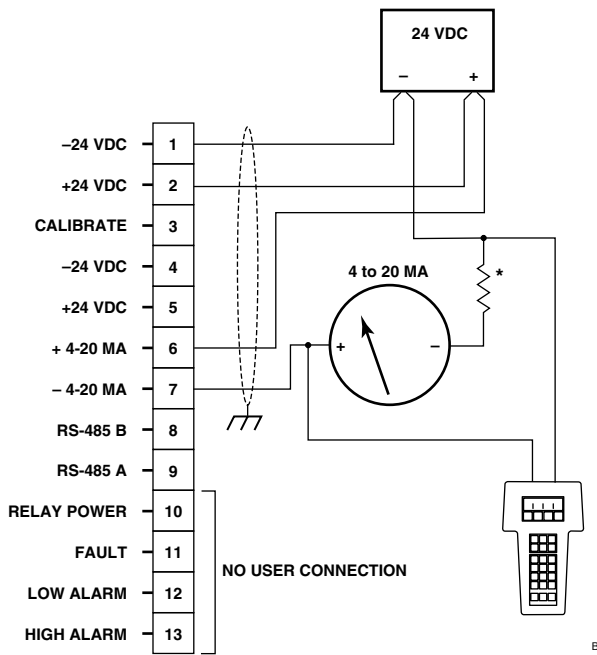 24 VDC
– +
–24 VDC 1
+24 VDC 2
CALIBRATE 3
–24 VDC 4
+24 VDC 5
+ 4-20 MA 6
– 4-20 MA 7
RS-485 B 8
RS-485 A 9
RELAY POWER 10
FAULT 11
LOW ALARM 12
HIGH ALARM 13
4 to 20 MA
*
+ –
NO USER CONNECTION
B